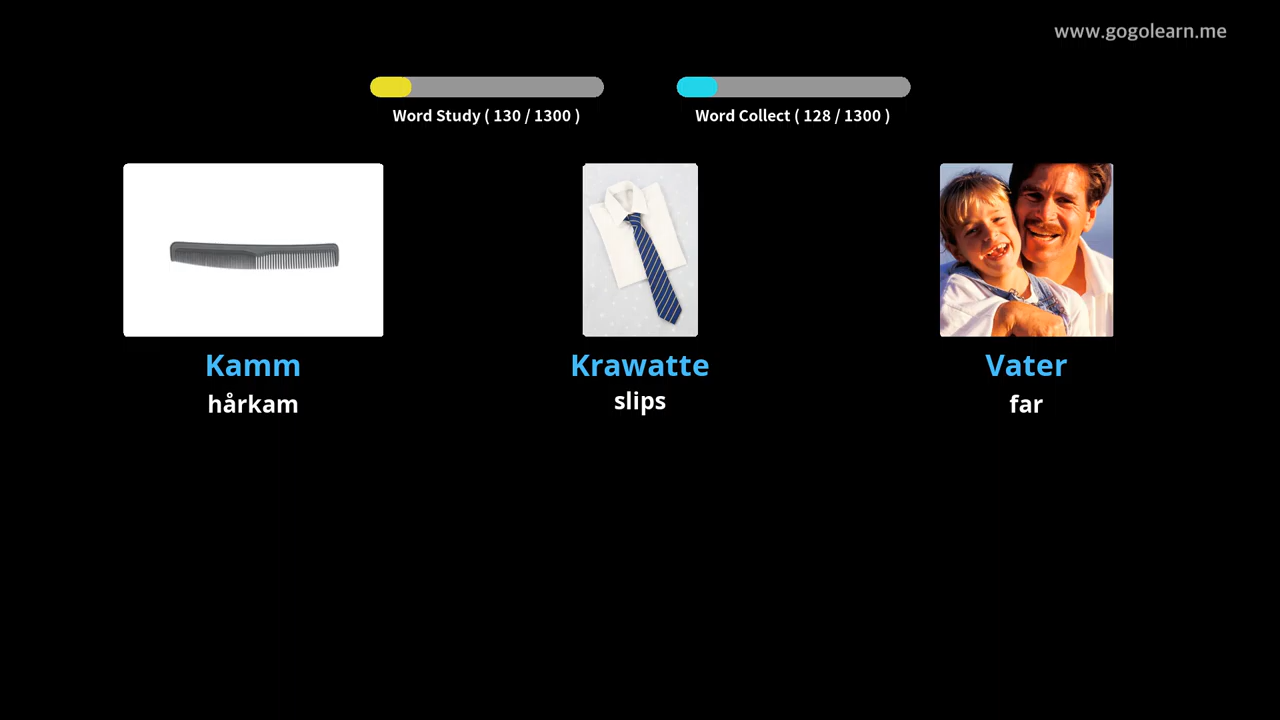 www.gogolearn.me
Word Study ( 130 / 1300 )
Word Collect ( 128 / 1300 )
Kamm
hårkam
Krawatte
slips
Vater
far